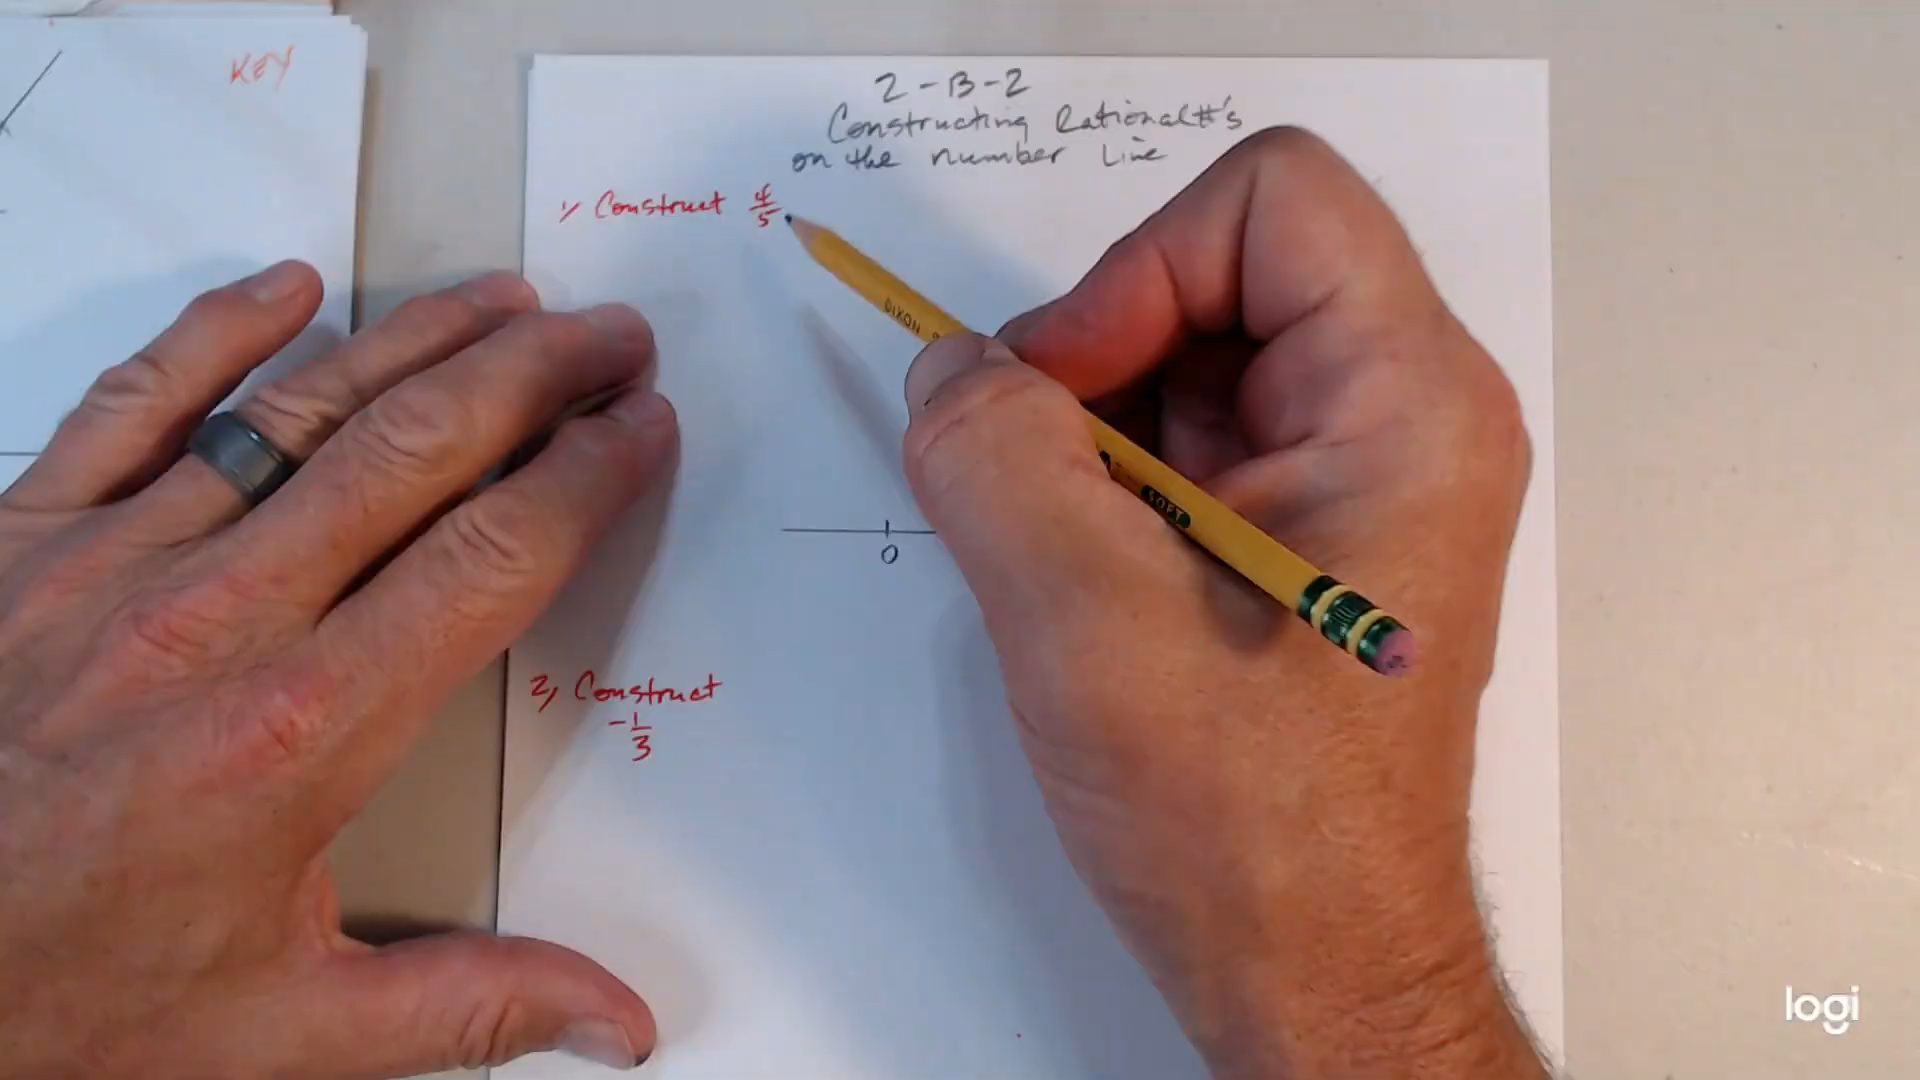 KEY
2-B-2
Constructing Rational #'s
on the number Line
1) Construct 4/5
DIXON
SOFT
0
2) Construct
-1/3
logi